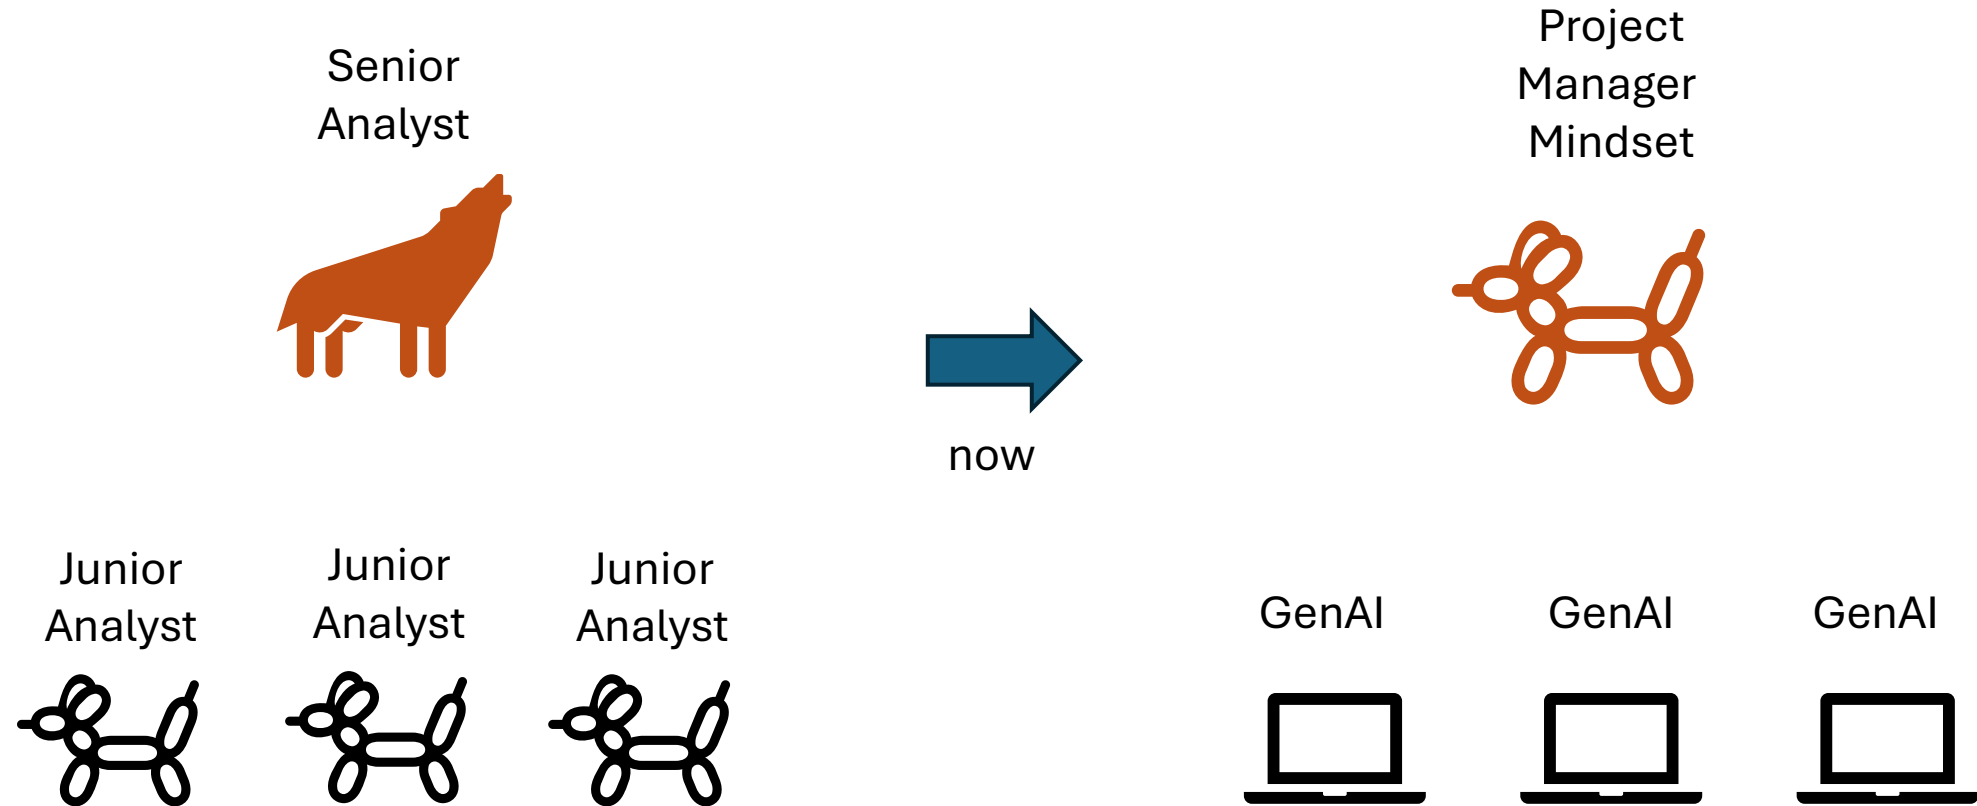 Senior
Analyst
Project
Manager
Mindset
now
Junior
Analyst
Junior
Analyst
Junior
Analyst
GenAI
GenAI
GenAI